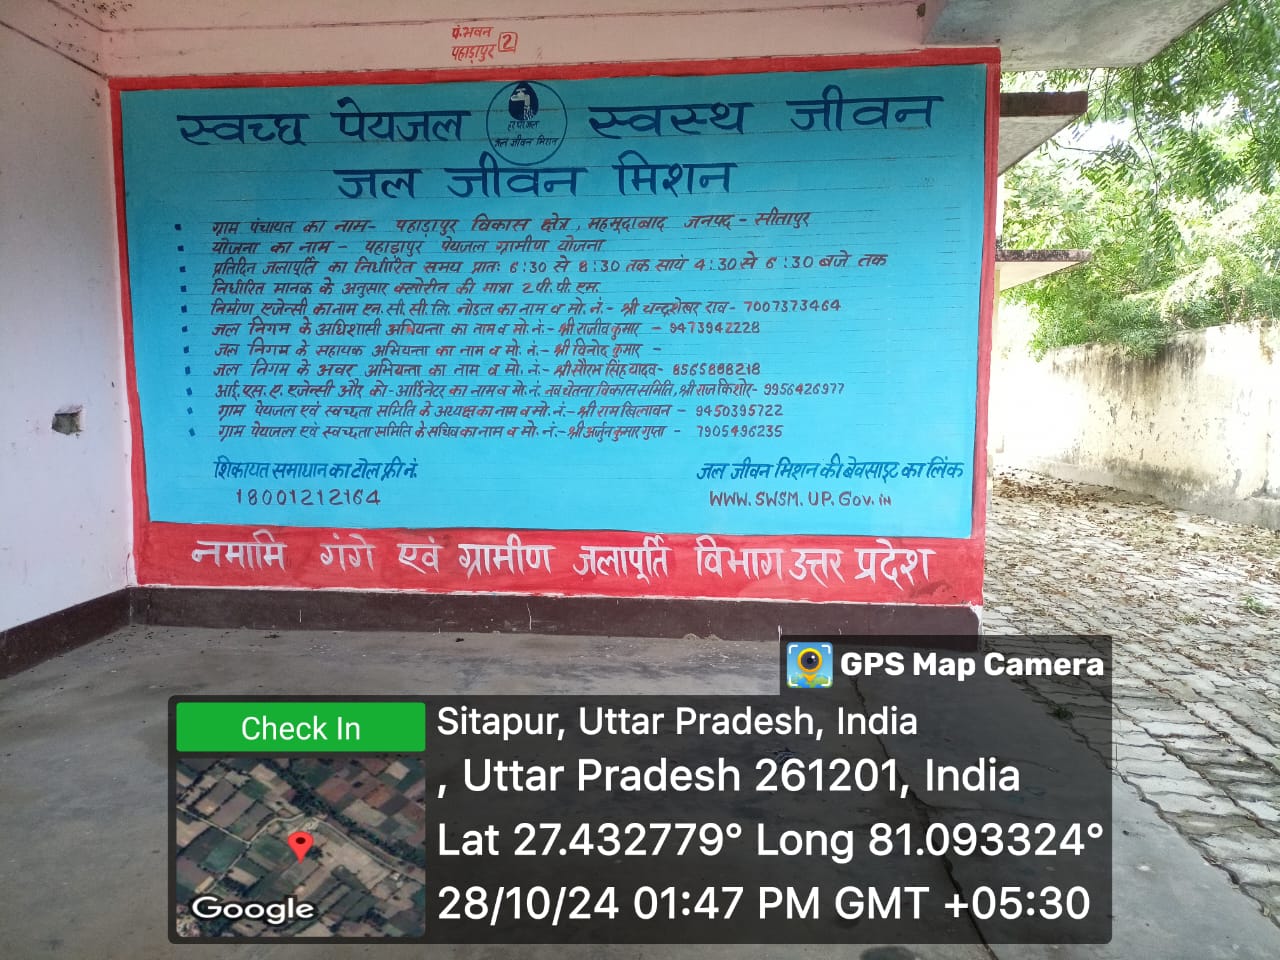 पं. भवन
पहाड़ापुर 2
स्वच्छ पेयजल स्वस्थ जीवन
हर घर जल
जल जीवन मिशन
जल जीवन मिशन
ग्राम पंचायत का नाम- पहाड़ापुर विकास क्षेत्र, महमूदाबाद जनपद - सीतापुर
योजना का नाम - पहाड़ापुर पेयजल ग्रामीण योजना
प्रतिदिन जलापूर्ति का निर्धारित समय प्रातः 6:30 से 8:30 तक सायं 4:30 से 6:30 बजे तक
निर्धारित मानक के अनुसार क्लोरीन की मात्रा 2 पी. पी. एम.
निर्माण एजेन्सी का नाम एन. सी. सी. लि. नोडल का नाम व मो. नं.- श्री चन्द्रशेखर राव- 7007373464
जल निगम के अधिशासी अभियन्ता का नाम व मो. नं.- श्री राजीव कुमार - 9473942228
जल निगम के सहायक अभियन्ता का नाम व मो. नं.- श्री विनोद कुमार -
जल निगम के अवर अभियन्ता का नाम व मो. नं.- श्री सौरभ सिंह यादव- 8565888218
आई. एस. ए. एजेन्सी और को-आर्डिनेटर का नाम व मो. नं. नव चेतना विकास समिति, श्री राज किशोर- 9956426977
ग्राम पेयजल एवं स्वच्छता समिति के अध्यक्ष का नाम व मो. नं.- श्री राम खिलावन - 9450395722
ग्राम पेयजल एवं स्वच्छता समिति के सचिव का नाम व मो. नं.- श्री अर्जुन कुमार गुप्ता - 7905496235
शिकायत समाधान का टोल फ्री नं. जल जीवन मिशन की बेवसाइट का लिंक
18001212164 WWW.SWSM.UP.Gov.in
नमामि गंगे एवं ग्रामीण जलापूर्ति विभाग उत्तर प्रदेश
GPS Map Camera
Check In
Sitapur, Uttar Pradesh, India
, Uttar Pradesh 261201, India
Lat 27.432779° Long 81.093324°
28/10/24 01:47 PM GMT +05:30
Google